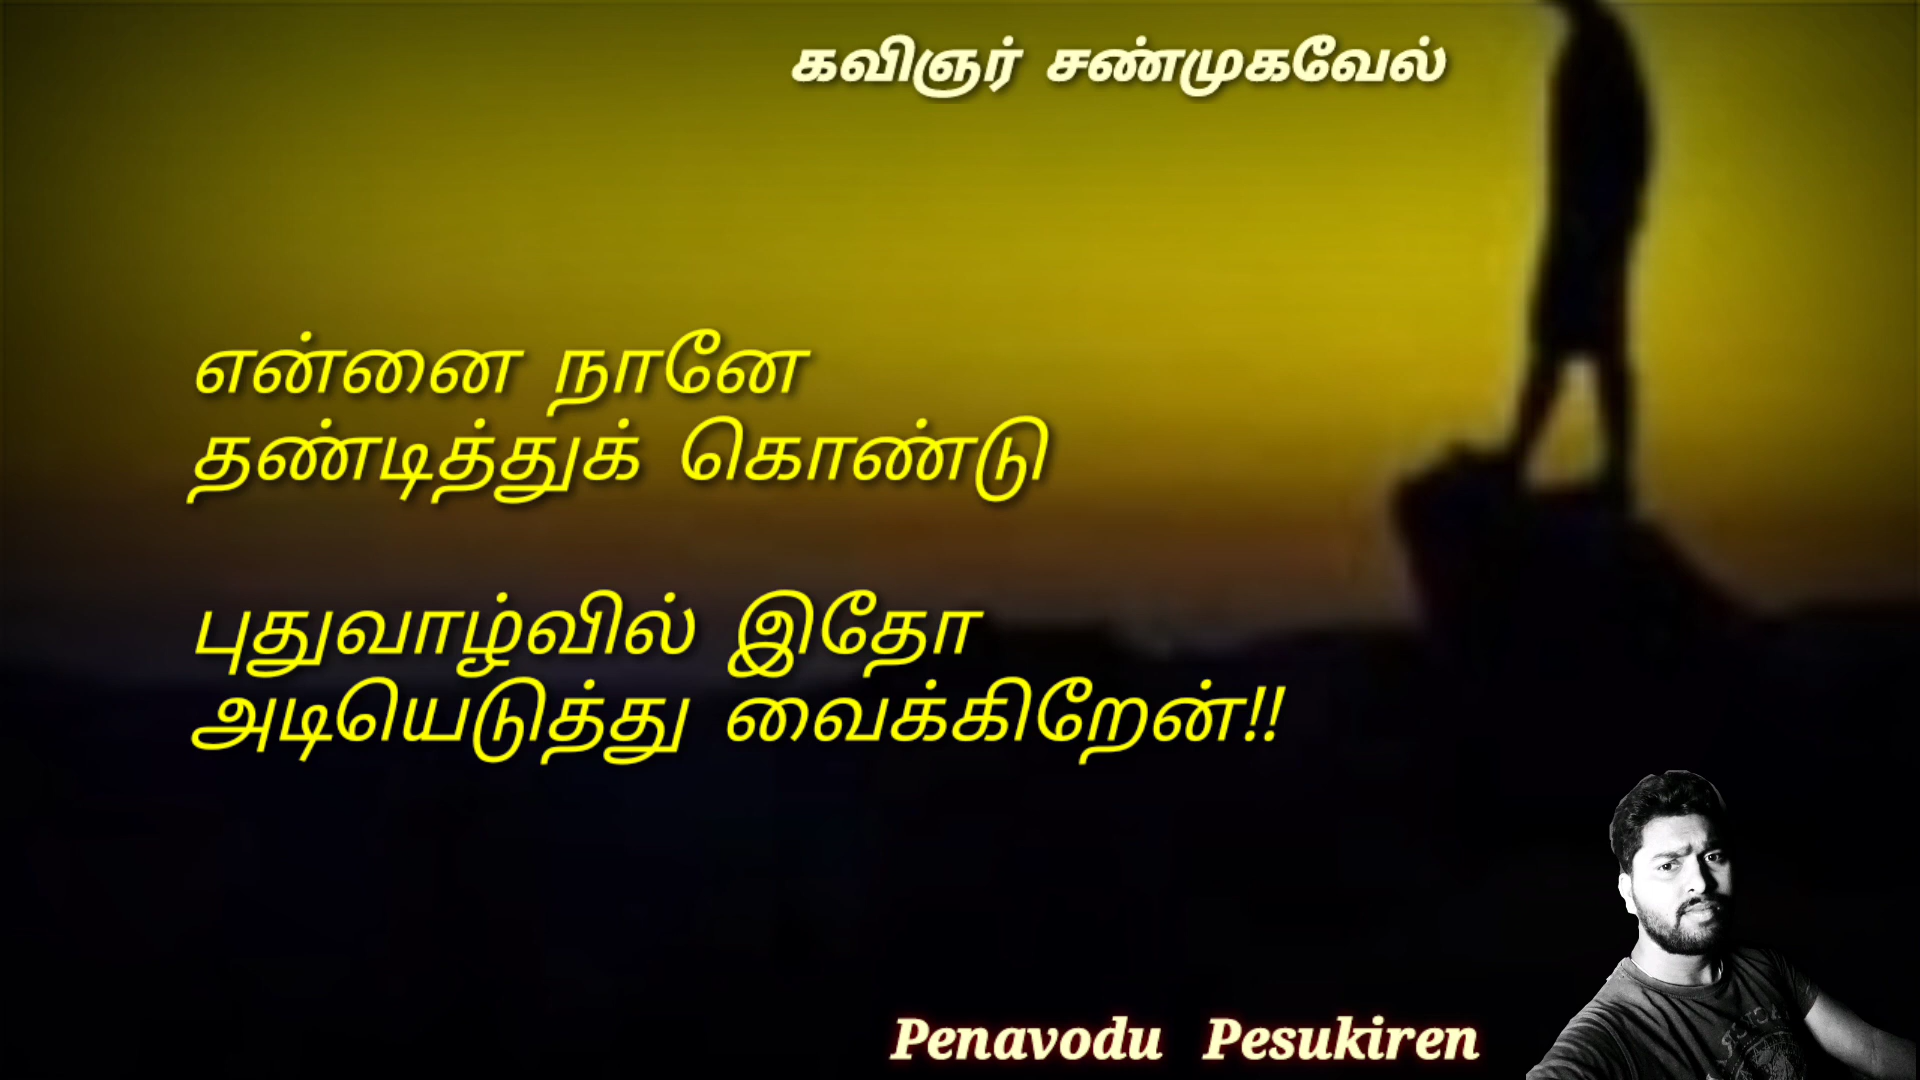 கவிஞர் சண்முகவேல்
என்னை நானே
தண்டித்துக் கொண்டு
புதுவாழ்வில் இதோ
அடியெடுத்து வைக்கிறேன்!!
Penavodu Pesukiren